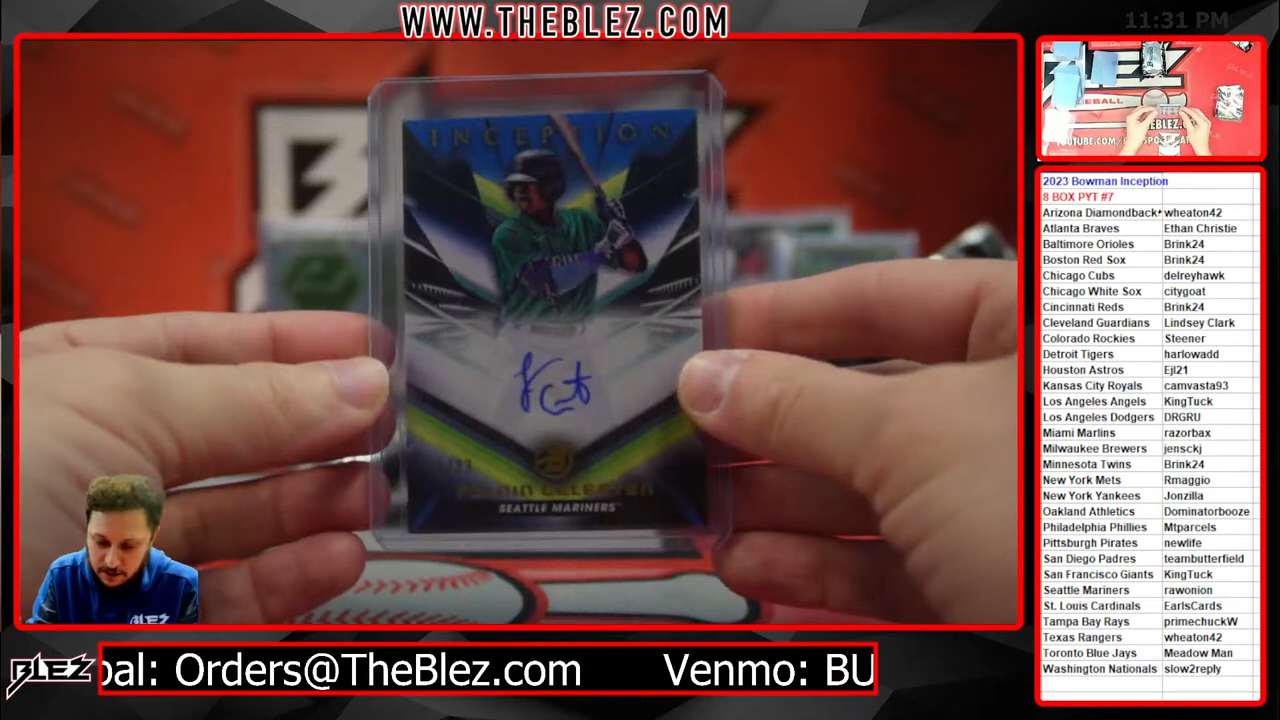 WWW.THEBLEZ.COM
11:31 PM
INCEPTION
SEATTLE MARINERS
2023 Bowman Inception
8 BOX PYT #7
Arizona Diamondback wheaton42
Atlanta Braves Ethan Christie
Baltimore Orioles Brink24
Boston Red Sox Brink24
Chicago Cubs delreyhawk
Chicago White Sox citygoat
Cincinnati Reds Brink24
Cleveland Guardians Lindsey Clark
Colorado Rockies Steener
Detroit Tigers harlowadd
Houston Astros Ejl21
Kansas City Royals camvasta93
Los Angeles Angels KingTuck
Los Angeles Dodgers DRGRU
Miami Marlins razorbax
Milwaukee Brewers jensckj
Minnesota Twins Brink24
New York Mets Rmaggio
New York Yankees Jonzilla
Oakland Athletics Dominatorbooze
Philadelphia Phillies Mtparcels
Pittsburgh Pirates newlife
San Diego Padres teambutterfield
San Francisco Giants KingTuck
Seattle Mariners rawonion
St. Louis Cardinals EarlsCards
Tampa Bay Rays primechuckW
Texas Rangers wheaton42
Toronto Blue Jays Meadow Man
Washington Nationals slow2reply
BLEZ
pal: Orders@TheBlez.com Venmo: BU